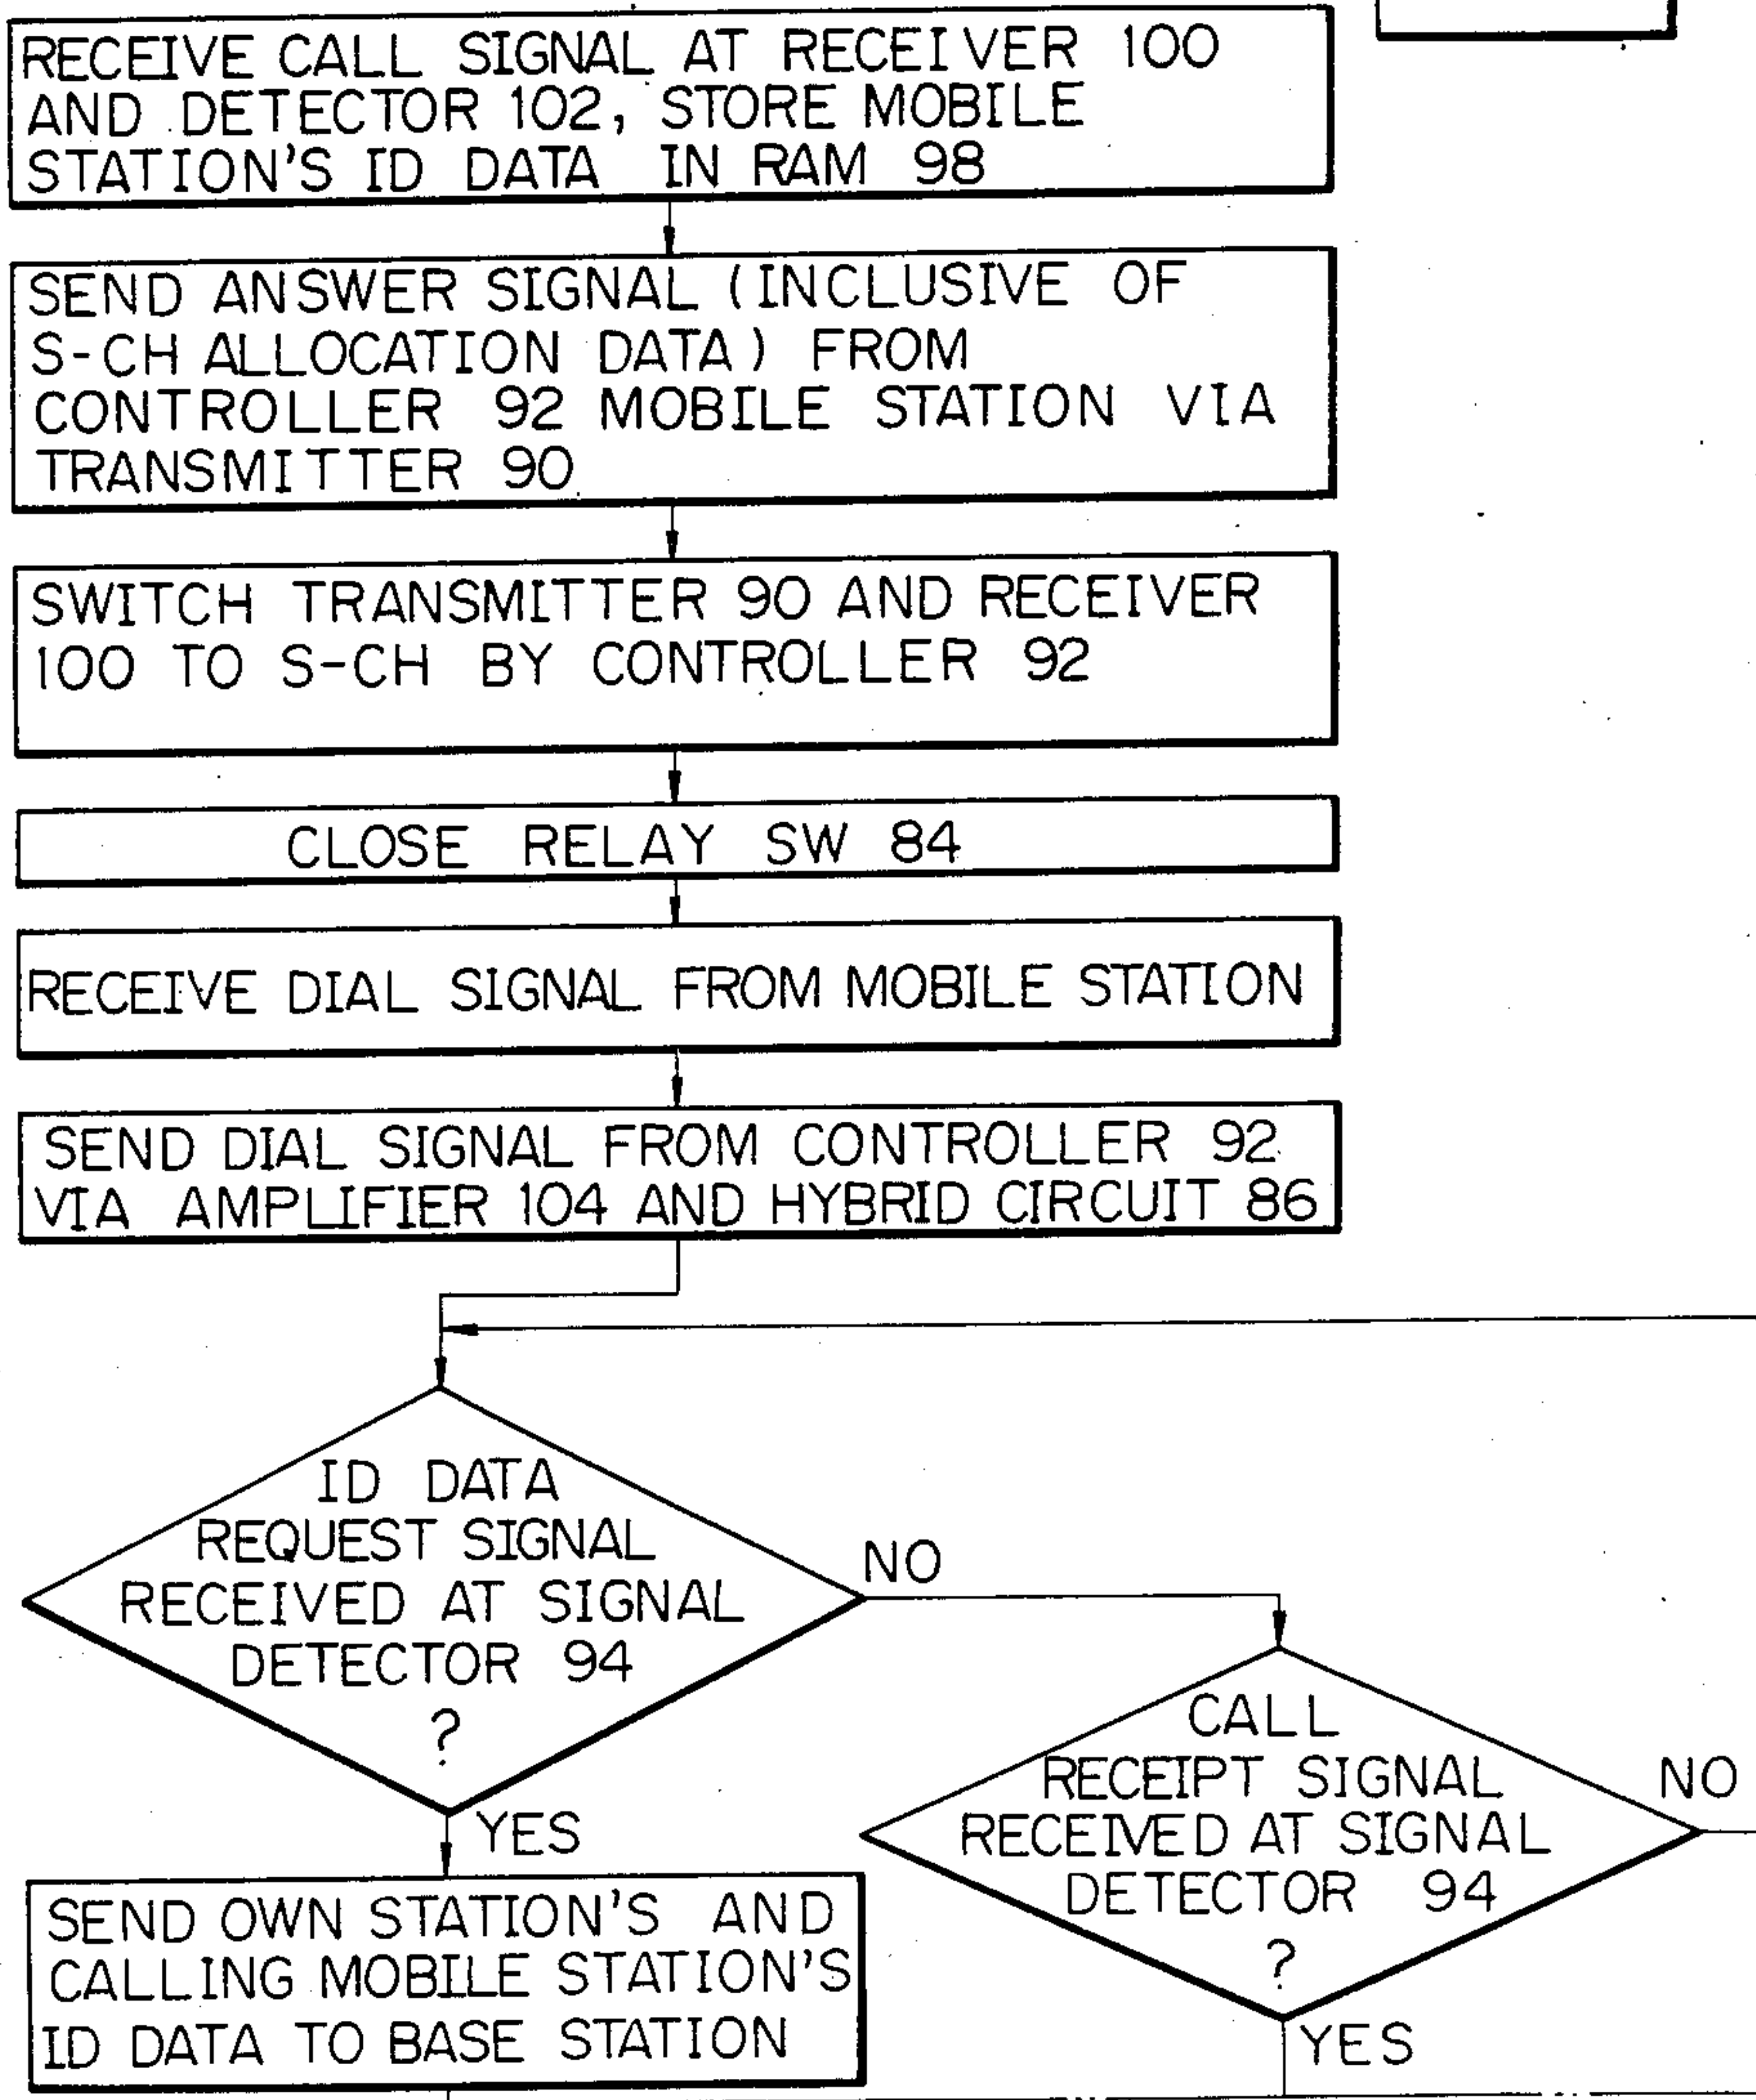 RECEIVE CALL SIGNAL AT RECEIVER 100
AND DETECTOR 102, STORE MOBILE
STATION'S ID DATA IN RAM 98
SEND ANSWER SIGNAL (INCLUSIVE OF
S-CH ALLOCATION DATA) FROM
CONTROLLER 92 MOBILE STATION VIA
TRANSMITTER 90
SWITCH TRANSMITTER 90 AND RECEIVER
100 TO S-CH BY CONTROLLER 92
CLOSE RELAY SW 84
RECEIVE DIAL SIGNAL FROM MOBILE STATION
SEND DIAL SIGNAL FROM CONTROLLER 92
VIA AMPLIFIER 104 AND HYBRID CIRCUIT 86
ID DATA
REQUEST SIGNAL
RECEIVED AT SIGNAL
DETECTOR 94
?
NO
YES
CALL
RECEIPT SIGNAL
RECEIVED AT SIGNAL
DETECTOR 94
?
NO
YES
SEND OWN STATION'S AND
CALLING MOBILE STATION'S
ID DATA TO BASE STATION